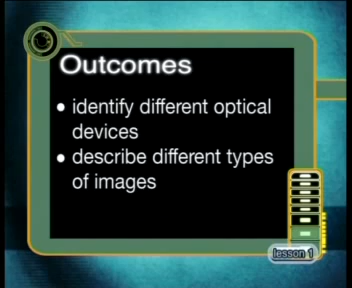 Outcomes
• identify different optical
devices
• describe different types
of images
lesson 1